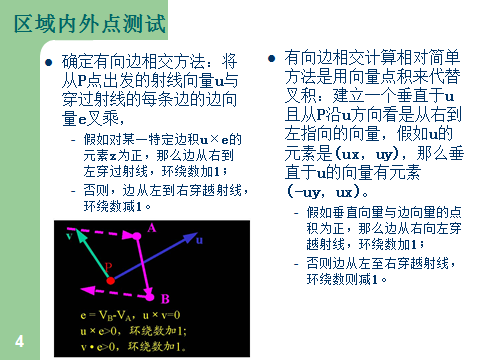 区域内外点测试
● 确定有向边相交方法：将
从P点出发的射线向量u与
穿过射线的每条边的边向
量e叉乘，
- 假如对某一特定边积u×e的
元素z为正，那么边从右到
左穿过射线，环绕数加1；
- 否则，边从左到右穿越射线，
环绕数减1。
v
A
u
P
B
e = VB-VA，u × v=0
u × e>0，环绕数加1;
v • e>0，环绕数加1。
● 有向边相交计算相对简单
方法是用向量点积来代替
叉积：建立一个垂直于u
且从P沿u方向看是从右到
左指向的向量，假如u的
元素是(ux, uy)，那么垂
直于u的向量有元素
(-uy, ux)。
- 假如垂直向量与边向量的点
积为正，那么边从右向左穿
越射线，环绕数加1；
- 否则边从左至右穿越射线，
环绕数则减1。
4